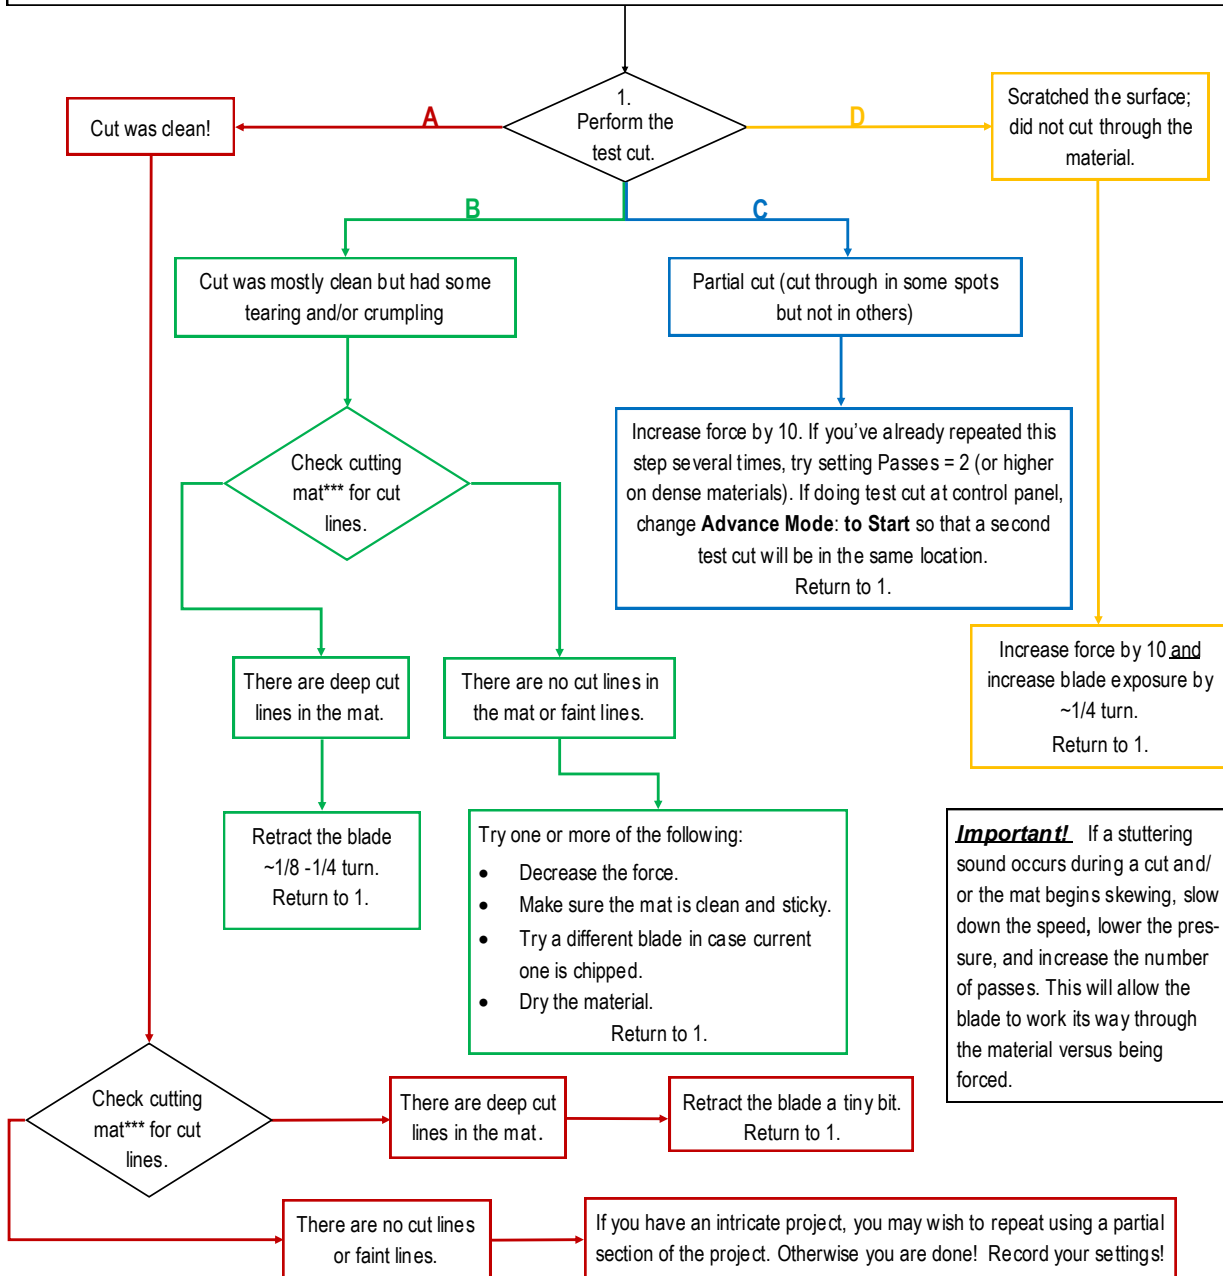 1.
Perform the
test cut.
A
Cut was clean!
D
Scratched the surface;
did not cut through the
material.
B
C
Cut was mostly clean but had some
tearing and/or crumpling
Partial cut (cut through in some spots
but not in others)
Check cutting
mat*** for cut
lines.
Increase force by 10. If you’ve already repeated this
step several times, try setting Passes = 2 (or higher
on dense materials). If doing test cut at control panel,
change Advance Mode: to Start so that a second
test cut will be in the same location.
Return to 1.
Increase force by 10 and
increase blade exposure by
~1/4 turn.
Return to 1.
There are deep cut
lines in the mat.
There are no cut lines in
the mat or faint lines.
Retract the blade
~1/8 -1/4 turn.
Return to 1.
Try one or more of the following:
• Decrease the force.
• Make sure the mat is clean and sticky.
• Try a different blade in case current
one is chipped.
• Dry the material.
Return to 1.
Important! If a stuttering
sound occurs during a cut and/
or the mat begins skewing, slow
down the speed, lower the pres-
sure, and increase the number
of passes. This will allow the
blade to work its way through
the material versus being
forced.
Check cutting
mat*** for cut
lines.
There are deep cut
lines in the mat.
Retract the blade a tiny bit.
Return to 1.
There are no cut lines
or faint lines.
If you have an intricate project, you may wish to repeat using a partial
section of the project. Otherwise you are done! Record your settings!